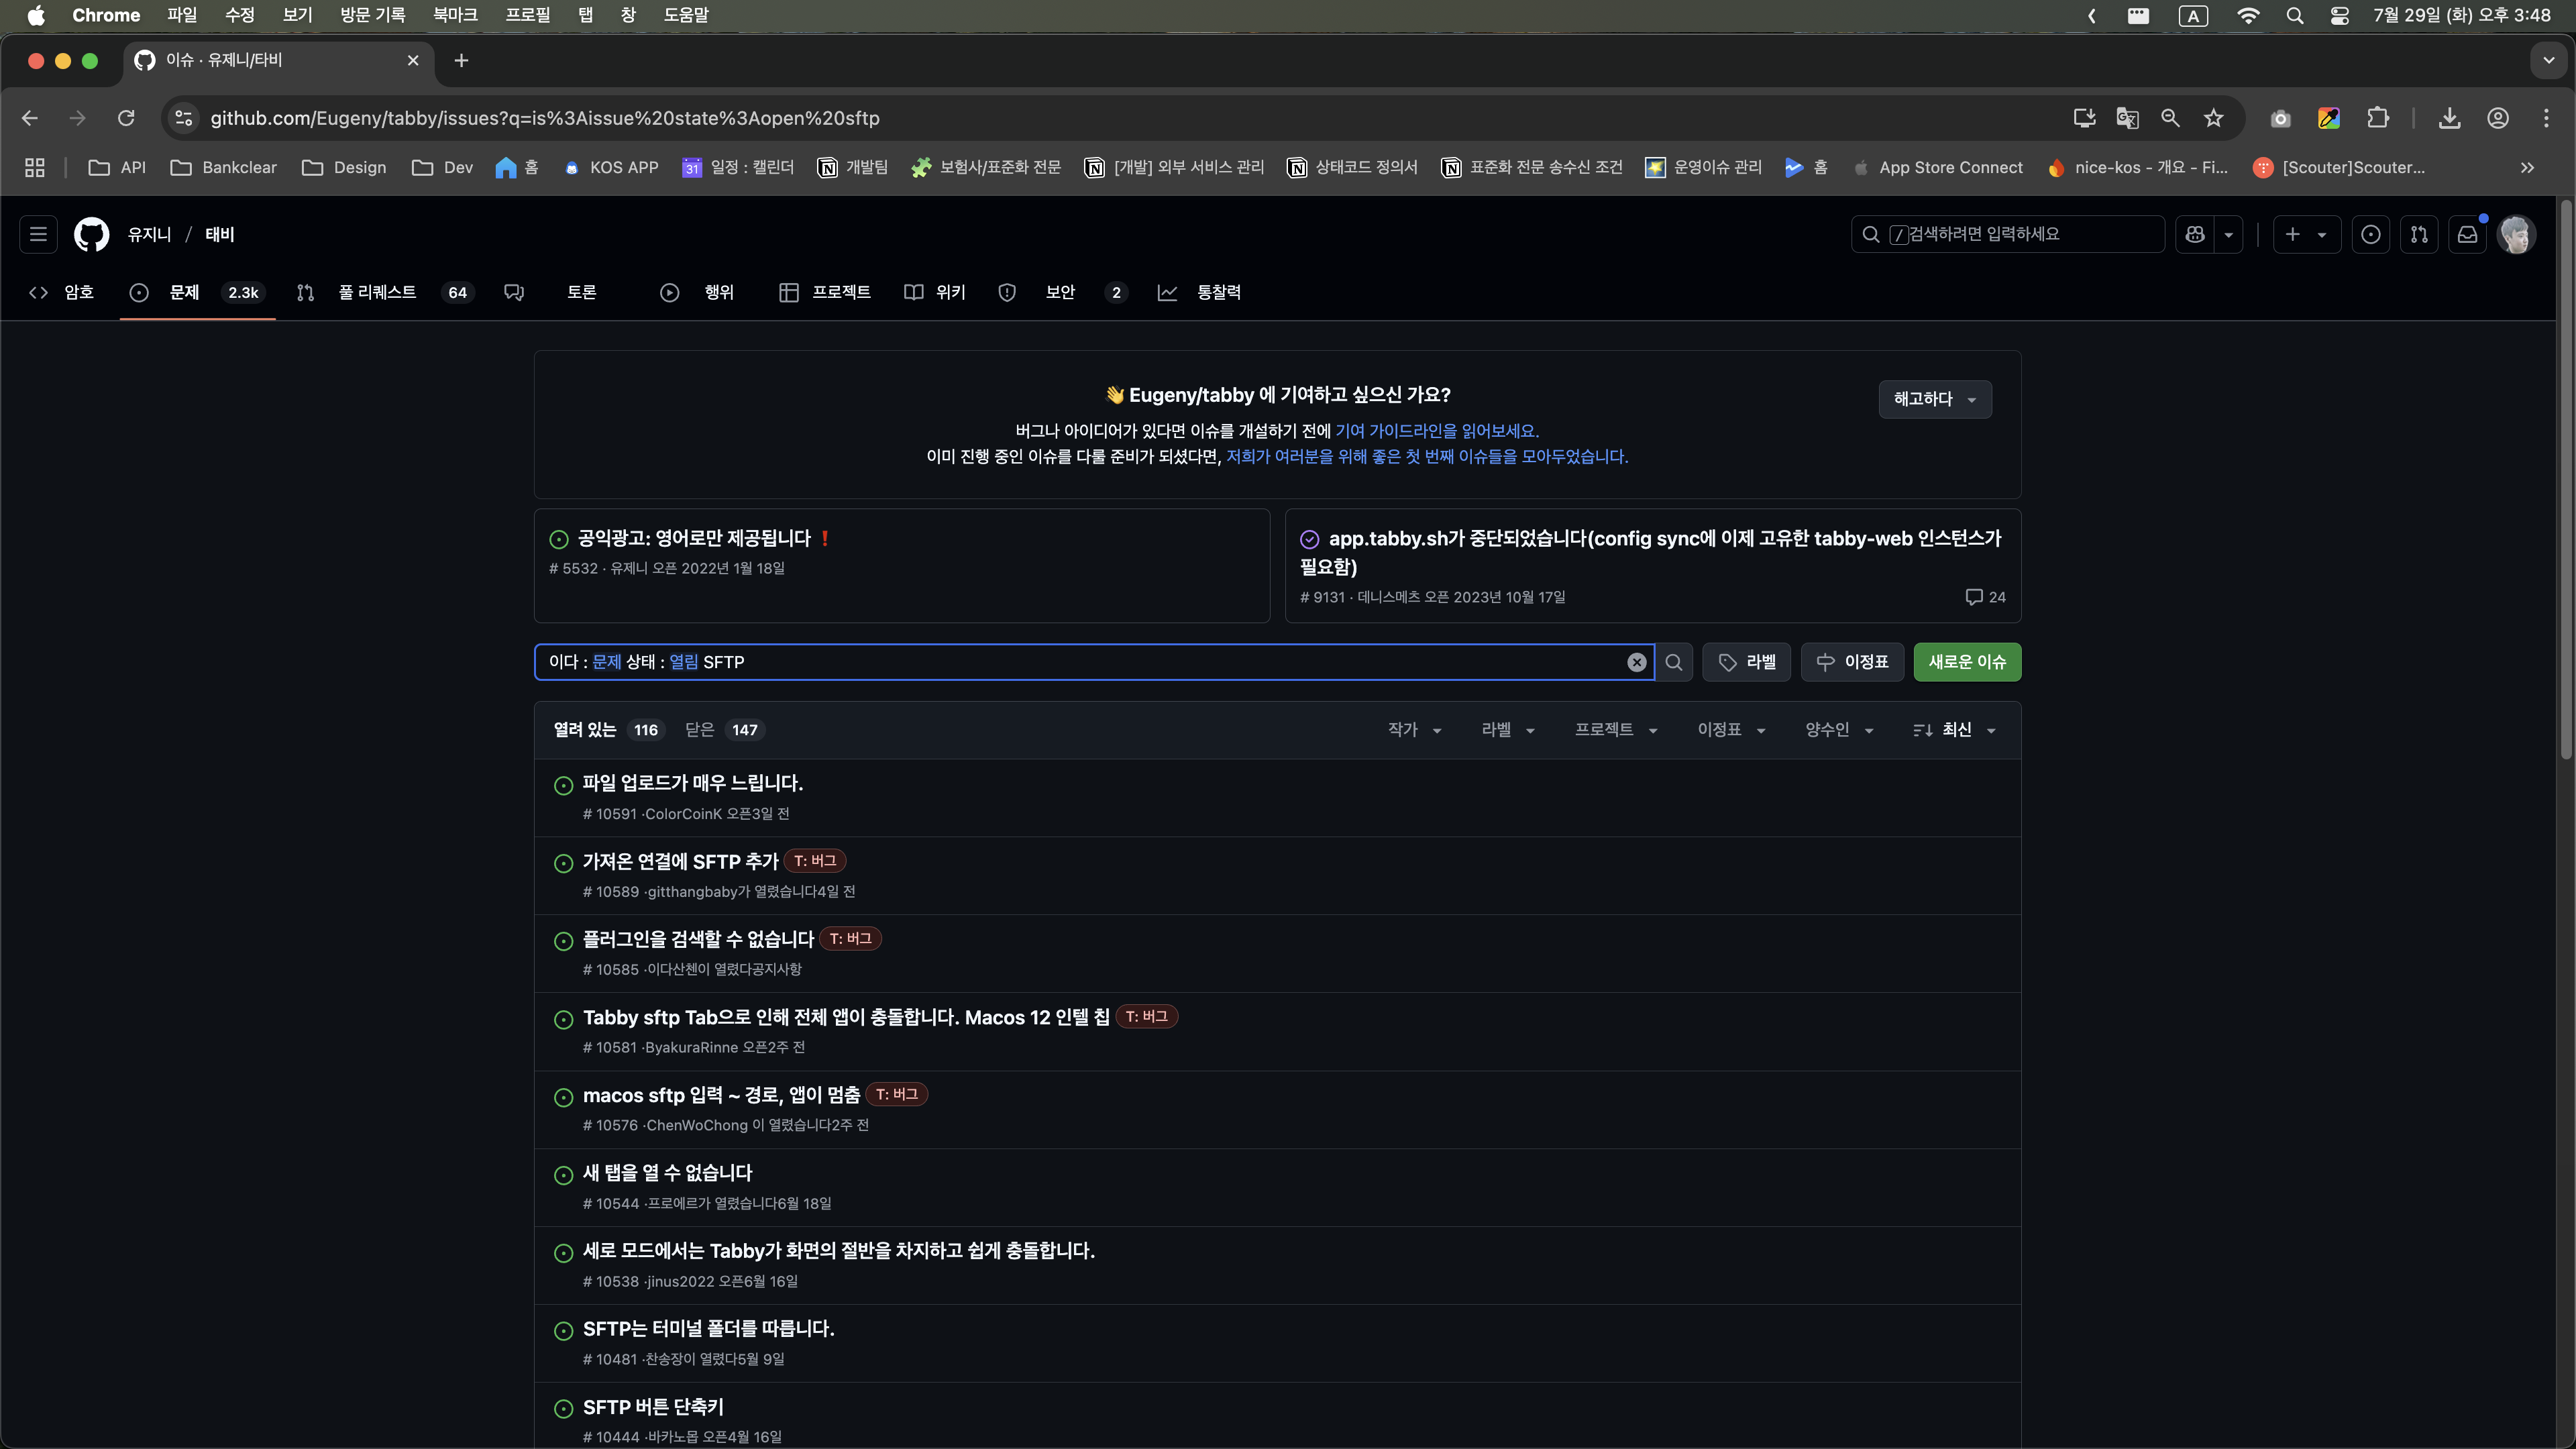 Chrome 파일 수정 보기 방문 기록 북마크 프로필 탭 창 도움말 A 7월 29일 (화) 오후 3:48
이슈 · 유제니/타비
github.com/Eugeny/tabby/issues?q=is%3Aissue%20state%3Aopen%20sftp
API Bankclear Design Dev 홈 KOS APP 31 일정 : 캘린더 개발팀 보험사/표준화 전문 [개발] 외부 서비스 관리 상태코드 정의서 표준화 전문 송수신 조건 운영이슈 관리 홈 App Store Connect nice-kos - 개요 - Fi... [Scouter]Scouter...
유지니 / 태비 / 검색하려면 입력하세요
암호 문제 2.3k 풀 리퀘스트 64 토론 행위 프로젝트 위키 보안 2 통찰력
👋 Eugeny/tabby 에 기여하고 싶으신 가요? 해고하다
버그나 아이디어가 있다면 이슈를 개설하기 전에 기여 가이드라인을 읽어보세요.
이미 진행 중인 이슈를 다룰 준비가 되셨다면, 저희가 여러분을 위해 좋은 첫 번째 이슈들을 모아두었습니다.
공익광고: 영어로만 제공됩니다 ❗
# 5532 · 유제니 오픈 2022년 1월 18일
app.tabby.sh가 중단되었습니다(config sync에 이제 고유한 tabby-web 인스턴스가
필요함)
# 9131 · 데니스메츠 오픈 2023년 10월 17일 24
이다 : 문제 상태 : 열림 SFTP 라벨 이정표 새로운 이슈
열려 있는 116 닫은 147 작가 라벨 프로젝트 이정표 양수인 최신
파일 업로드가 매우 느립니다.
# 10591 ·ColorCoinK 오픈3일 전
가져온 연결에 SFTP 추가 T: 버그
# 10589 ·gitthangbaby가 열렸습니다4일 전
플러그인을 검색할 수 없습니다 T: 버그
# 10585 ·이다산첸이 열렸다공지사항
Tabby sftp Tab으로 인해 전체 앱이 충돌합니다. Macos 12 인텔 칩 T: 버그
# 10581 ·ByakuraRinne 오픈2주 전
macos sftp 입력 ~ 경로, 앱이 멈춤 T: 버그
# 10576 ·ChenWoChong 이 열렸습니다2주 전
새 탭을 열 수 없습니다
# 10544 ·프로에르가 열렸습니다6월 18일
세로 모드에서는 Tabby가 화면의 절반을 차지하고 쉽게 충돌합니다.
# 10538 ·jinus2022 오픈6월 16일
SFTP는 터미널 폴더를 따릅니다.
# 10481 ·찬송장이 열렸다5월 9일
SFTP 버튼 단축키
# 10444 ·바카노몹 오픈4월 16일